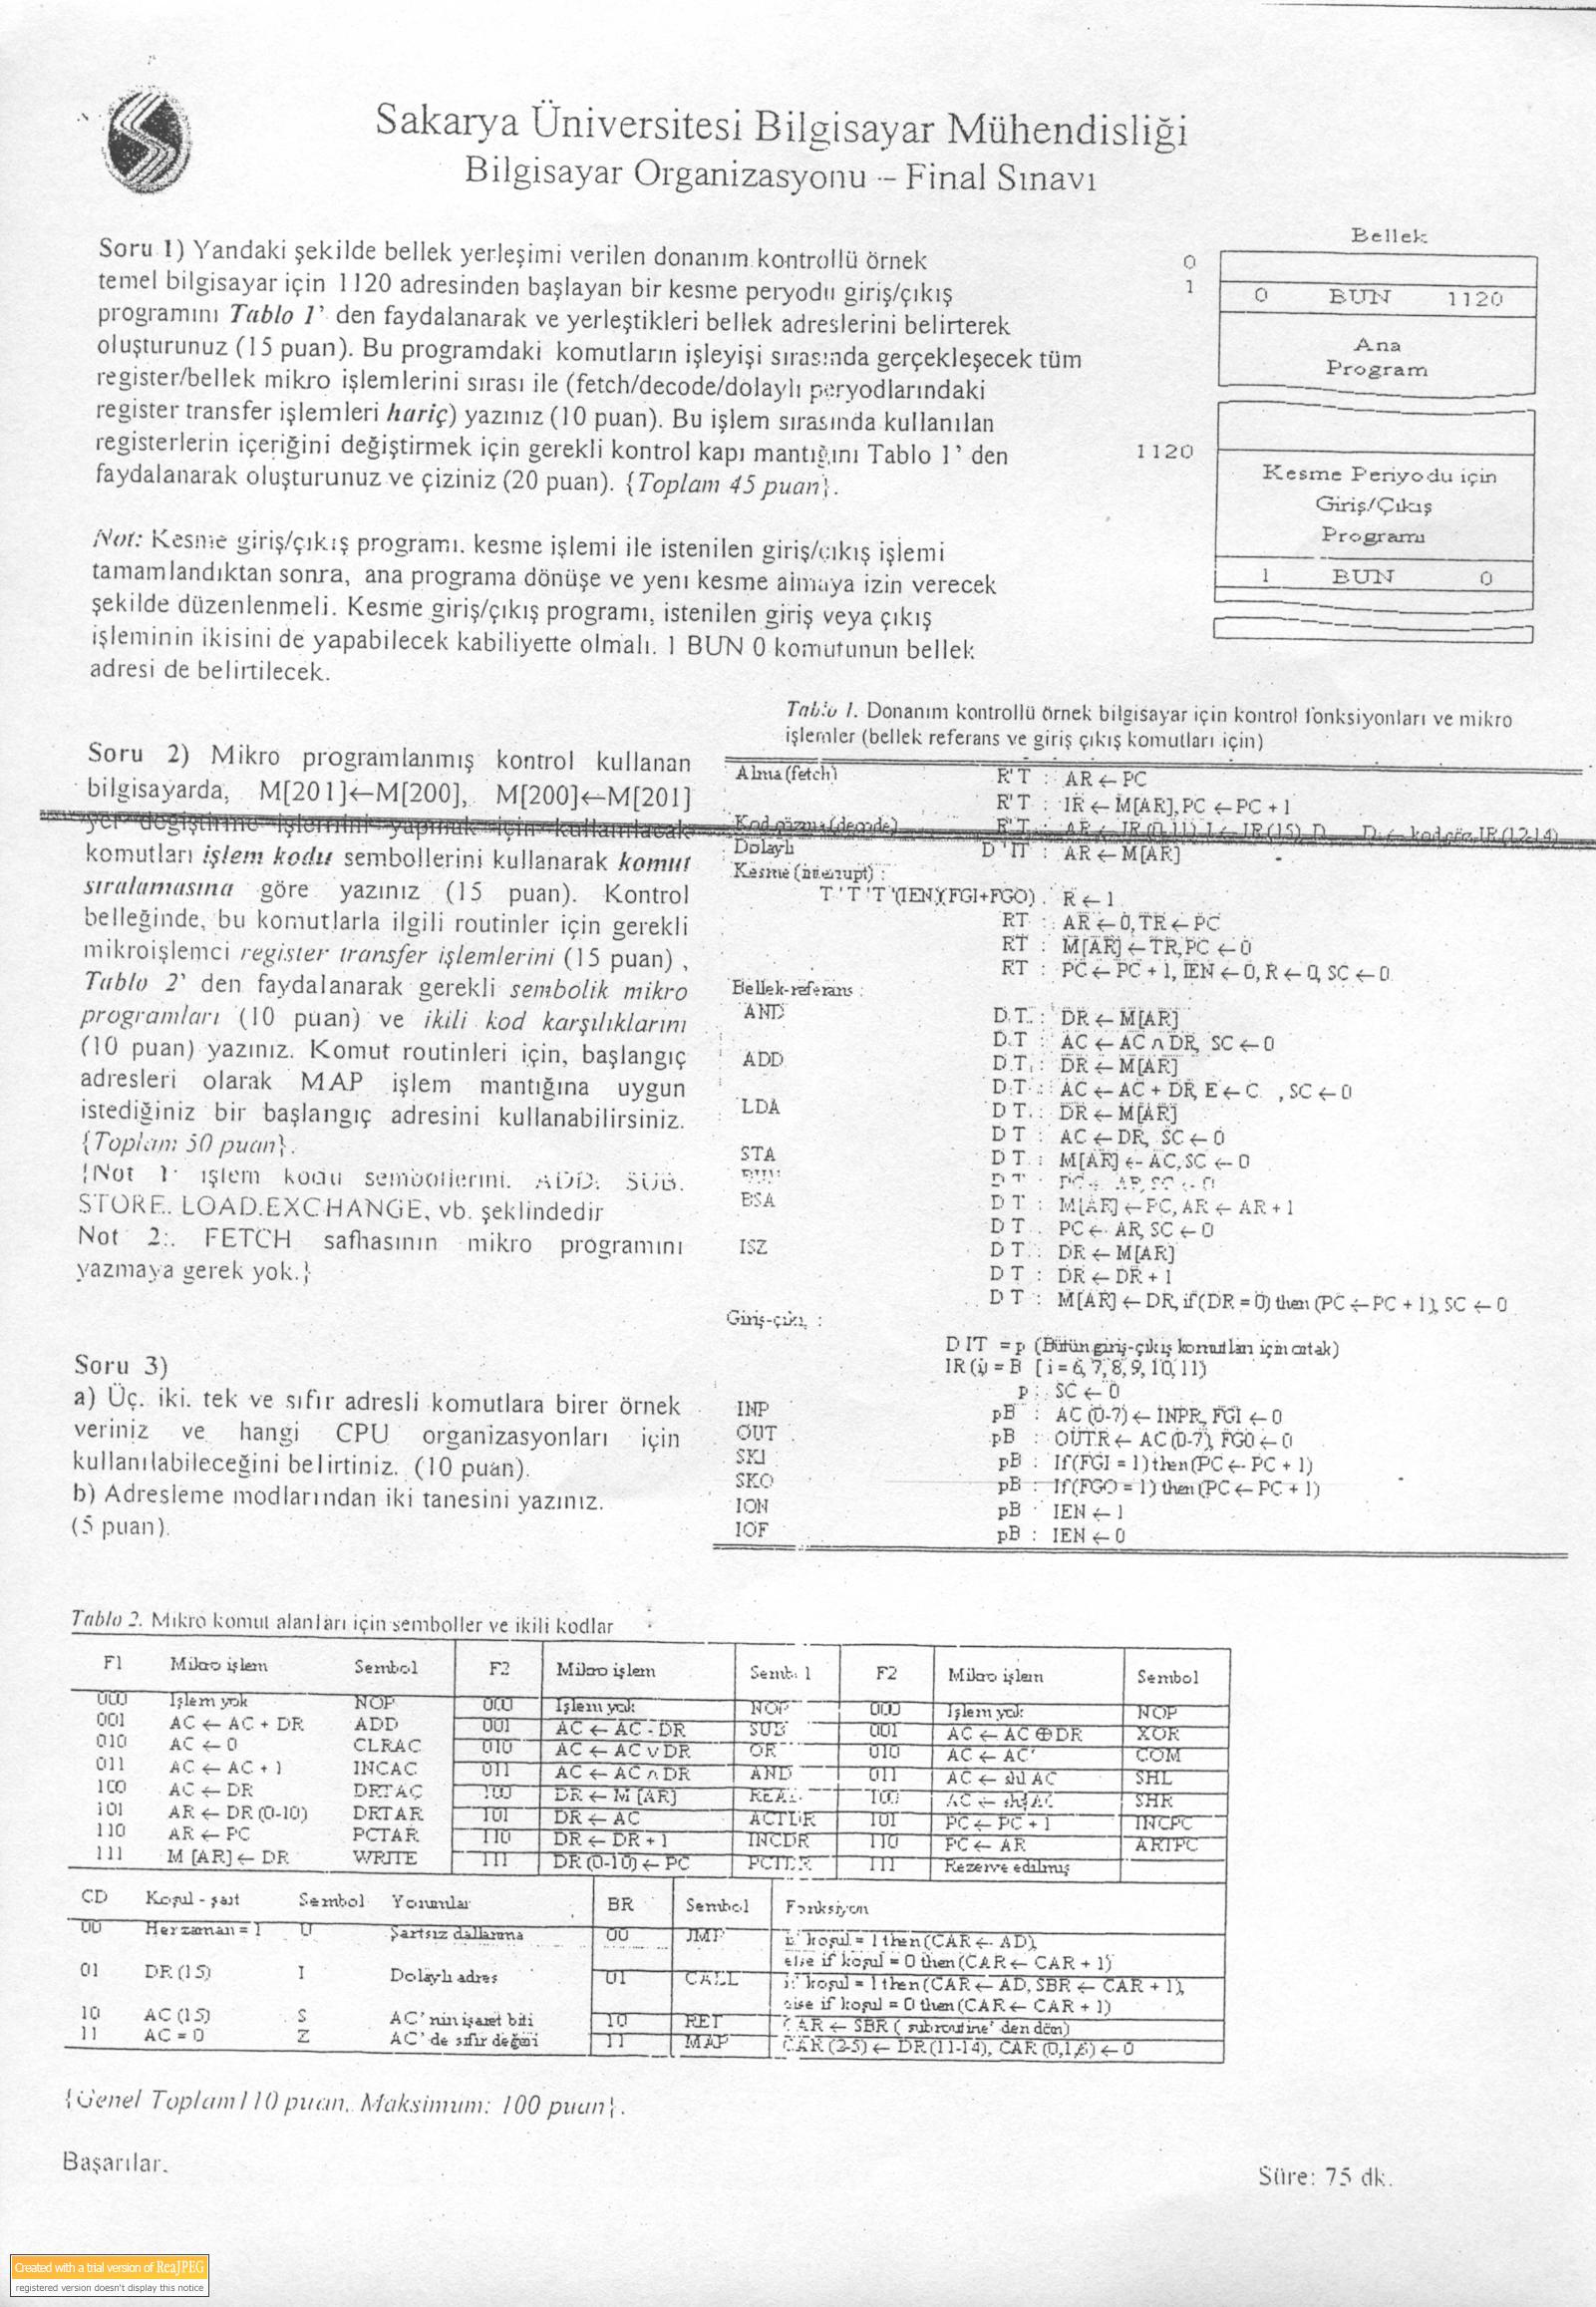 Sakarya Üniversitesi Bilgisayar Mühendisliği
Bilgisayar Organizasyonu – Final Sınavı
Soru 1) Yandaki şekilde bellek yerleşimi verilen donanım kontrollü örnek
temel bilgisayar için 1120 adresinden başlayan bir kesme peryodu giriş/çıkış
programını Tablo 1' den faydalanarak ve yerleştikleri bellek adreslerini belirterek
oluşturunuz (15 puan). Bu programdaki komutların işleyişi sırasında gerçekleşecek tüm
register/bellek mikro işlemlerini sırası ile (fetch/decode/dolaylı peryodlarındaki
register transfer işlemleri hariç) yazınız (10 puan). Bu işlem sırasında kullanılan
registerlerin içeriğini değiştirmek için gerekli kontrol kapı mantığını Tablo 1' den
faydalanarak oluşturunuz ve çiziniz (20 puan). {Toplam 45 puan}.
Not: Kesme giriş/çıkış programı. kesme işlemi ile istenilen giriş/çıkış işlemi
tamamlandıktan sonra, ana programa dönüşe ve yeni kesme almaya izin verecek
şekilde düzenlenmeli. Kesme giriş/çıkış programı, istenilen giriş veya çıkış
işleminin ikisini de yapabilecek kabiliyette olmalı. 1 BUN 0 komutunun bellek
adresi de belirtilecek.
Bellek
0
1
0 BUN 1120
Ana
Program
1120
Kesme Periyodu için
Giriş/Çıkış
Programı
1 BUN 0
Soru 2) Mikro programlanmış kontrol kullanan
bilgisayarda, M[201]←M[200], M[200]←M[201]
yer değiştirme işlemini yapmak için kullanılacak
komutları işlem kodu sembollerini kullanarak komut
sıralamasına göre yazınız (15 puan). Kontrol
belleğinde, bu komutlarla ilgili routinler için gerekli
mikroişlemci register transfer işlemlerini (15 puan) ,
Tablo 2' den faydalanarak gerekli sembolik mikro
programları (10 puan) ve ikili kod karşılıklarını
(10 puan) yazınız. Komut routinleri için, başlangıç
adresleri olarak MAP işlem mantığına uygun
istediğiniz bir başlangıç adresini kullanabilirsiniz.
{Toplam 50 puan}.
{Not 1: işlem kodu sembollerini. ADD. SUB.
STORE. LOAD.EXCHANGE, vb. şeklindedir
Not 2:. FETCH safhasının mikro programını
yazmaya gerek yok.}
Soru 3)
a) Üç. iki. tek ve sıfır adresli komutlara birer örnek
veriniz ve hangi CPU organizasyonları için
kullanılabileceğini belirtiniz. (10 puan).
b) Adresleme modlarından iki tanesini yazınız.
(5 puan).
Tablo 1. Donanım kontrollü örnek bilgisayar için kontrol fonksiyonları ve mikro
işlemler (bellek referans ve giriş çıkış komutları için)
Alma (fetch) R'T : AR ← PC
R'T : IR ← M[AR], PC ← PC + 1
Kod çözme (decode) R'T : AR ← IR (0-11), I ← IR (15), D D ← kod çöz IR (12-14)
Dolaylı D 'IT : AR ← M[AR]
Kesme (interrupt) :
T 'T 'T '(IEN)(FGI+FGO) : R ← 1
RT : AR ← 0, TR ← PC
RT : M[AR] ← TR, PC ← 0
RT : PC ← PC + 1, IEN ← 0, R ← 0, SC ← 0
Bellek-referans :
AND D T : DR ← M[AR]
D T : AC ← AC ∧ DR, SC ← 0
ADD D T : DR ← M[AR]
D T : AC ← AC + DR, E ← C , SC ← 0
LDA D T : DR ← M[AR]
D T : AC ← DR, SC ← 0
STA D T : M[AR] ← AC, SC ← 0
BUN D T : PC ← AR, SC ← 0
BSA D T : M[AR] ← PC, AR ← AR + 1
D T : PC ← AR, SC ← 0
ISZ D T : DR ← M[AR]
D T : DR ← DR + 1
D T : M[AR] ← DR, if (DR = 0) then (PC ← PC + 1), SC ← 0
Giriş-çıkış :
D IT = p (Bütün giriş-çıkış komutları için ortak)
IR (i) = B [i = 6, 7, 8, 9, 10, 11)
p : SC ← 0
INP pB : AC (0-7) ← INPR, FGI ← 0
OUT pB : OUTR ← AC (0-7), FGO ← 0
SKI pB : If (FGI = 1) then (PC ← PC + 1)
SKO pB : If (FGO = 1) then (PC ← PC + 1)
ION pB : IEN ← 1
IOF pB : IEN ← 0
Tablo 2. Mikro komut alanları için semboller ve ikili kodlar
F1 Mikro işlem Sembol F2 Mikro işlem Sembol F2 Mikro işlem Sembol
000 İşlem yok NOP 000 İşlem yok NOP 000 İşlem yok NOP
001 AC ← AC + DR ADD 001 AC ← AC - DR SUB 001 AC ← AC ⊕ DR XOR
010 AC ← 0 CLRAC 010 AC ← AC ∨ DR OR 010 AC ← AC' COM
011 AC ← AC + 1 INCAC 011 AC ← AC ∧ DR AND 011 AC ← shl AC SHL
100 AC ← DR DRTAC 100 DR ← M [AR] READ 100 AC ← shr AC SHR
101 AR ← DR (0-10) DRTAR 101 DR ← AC ACTDR 101 PC ← PC + 1 INCPC
110 AR ← PC PCTAR 110 DR ← DR + 1 INCDR 110 PC ← AR ARTPC
111 M [AR] ← DR WRITE 111 DR (0-10) ← PC PCTDR 111 Rezerve edilmiş
CD Koşul - şart Sembol Yorumlar BR Sembol Fonksiyon
00 Her zaman = 1 U Şartsız dallanma 00 JMP if koşul = 1 then (CAR ← AD),
else if koşul = 0 then (CAR ← CAR + 1)
01 DR (15) I Dolaylı adres 01 CALL if koşul = 1 then (CAR ← AD, SBR ← CAR + 1),
else if koşul = 0 then (CAR ← CAR + 1)
10 AC (15) S AC' nin işaret biti 10 RET CAR ← SBR ( subroutine' den dön)
11 AC = 0 Z AC' de sıfır değeri 11 MAP CAR (2-5) ← DR (11-14), CAR (0,1,6) ← 0
{Genel Toplam 110 puan. Maksimum: 100 puan}.
Başarılar.
Süre: 75 dk.
Created with a trial version of ReaJPEG
registered version doesn't display this notice